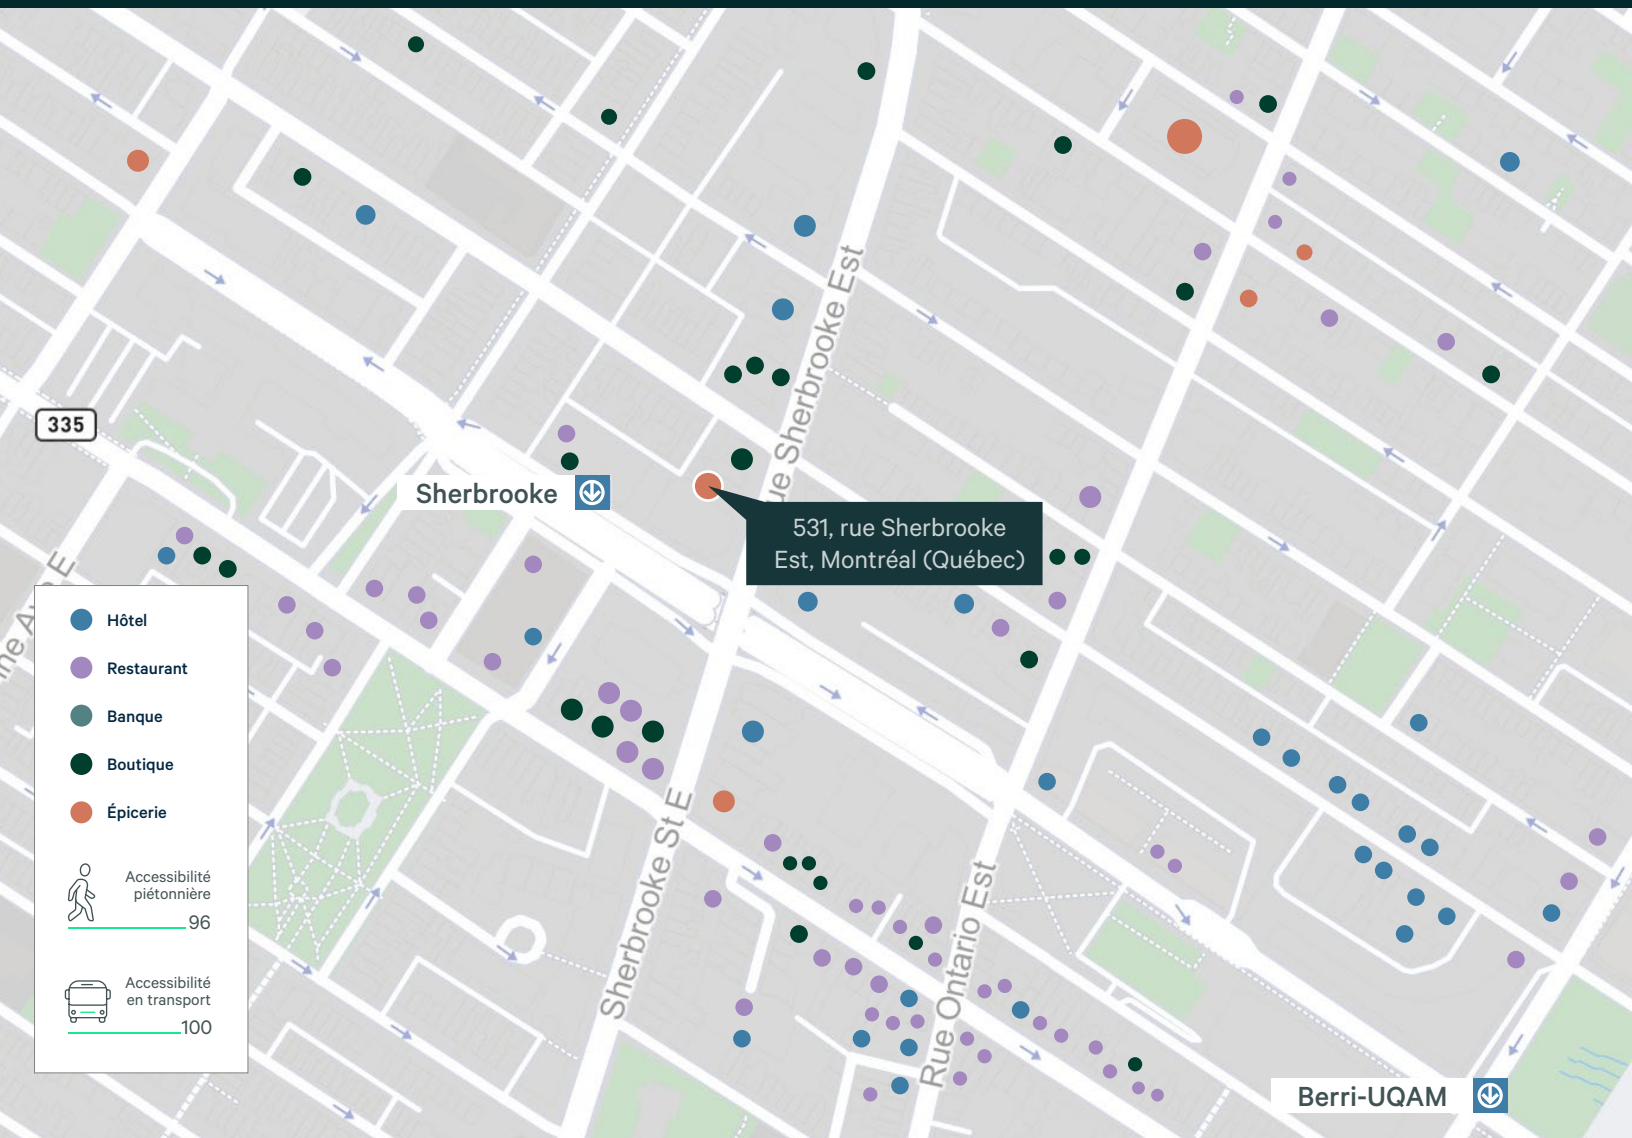 335
Sherbrooke
rue Sherbrooke Est
531, rue Sherbrooke
Est, Montréal (Québec)
Hôtel
Restaurant
Banque
Boutique
Épicerie
Accessibilité
piétonnière
96
Accessibilité
en transport
100
Sherbrooke St E
Rue Ontario Est
Berri-UQAM